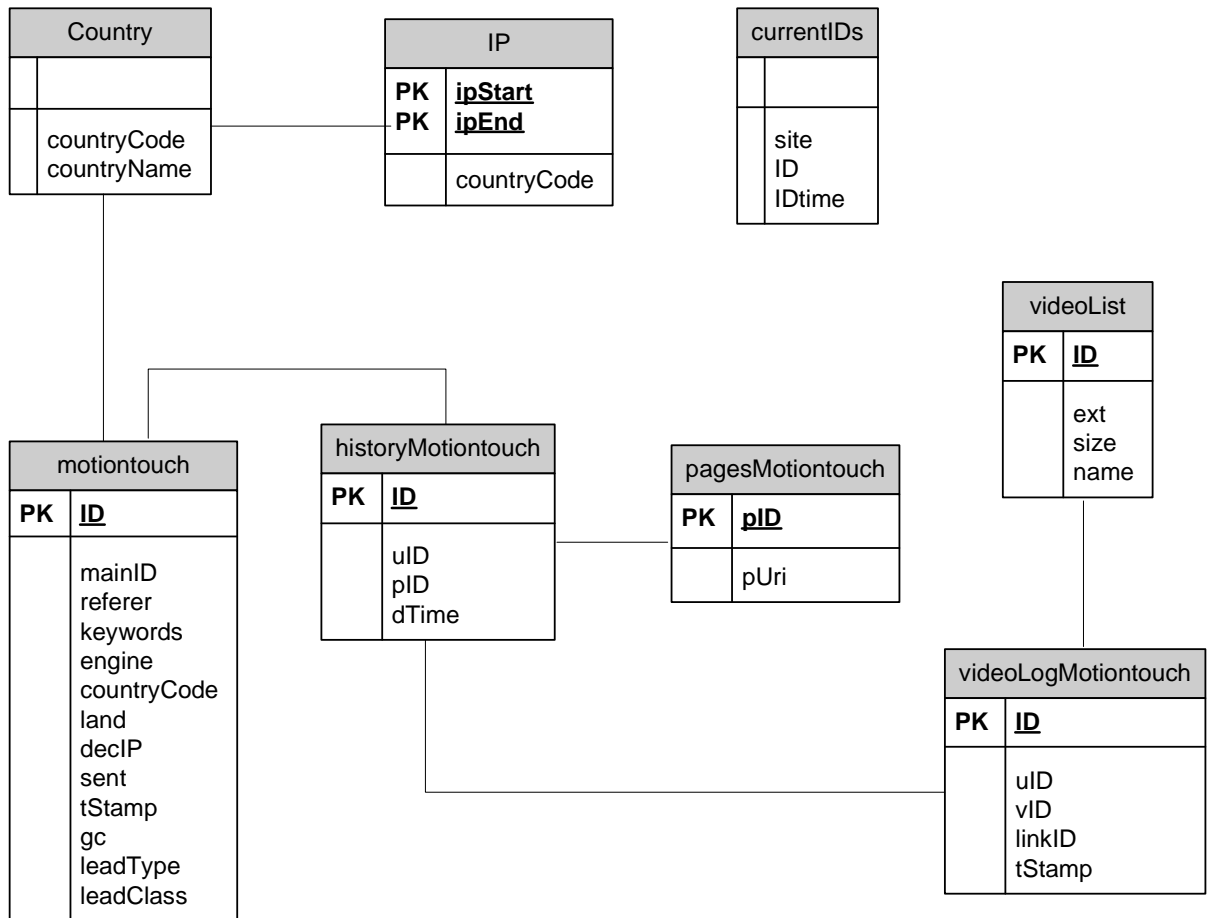 Country
countryCode
countryName
IP
PK ipStart
PK ipEnd
countryCode
currentIDs
site
ID
IDtime
videoList
PK ID
ext
size
name
motiontouch
PK ID
mainID
referer
keywords
engine
countryCode
land
decIP
sent
tStamp
gc
leadType
leadClass
historyMotiontouch
PK ID
uID
pID
dTime
pagesMotiontouch
PK pID
pUri
videoLogMotiontouch
PK ID
uID
vID
linkID
tStamp